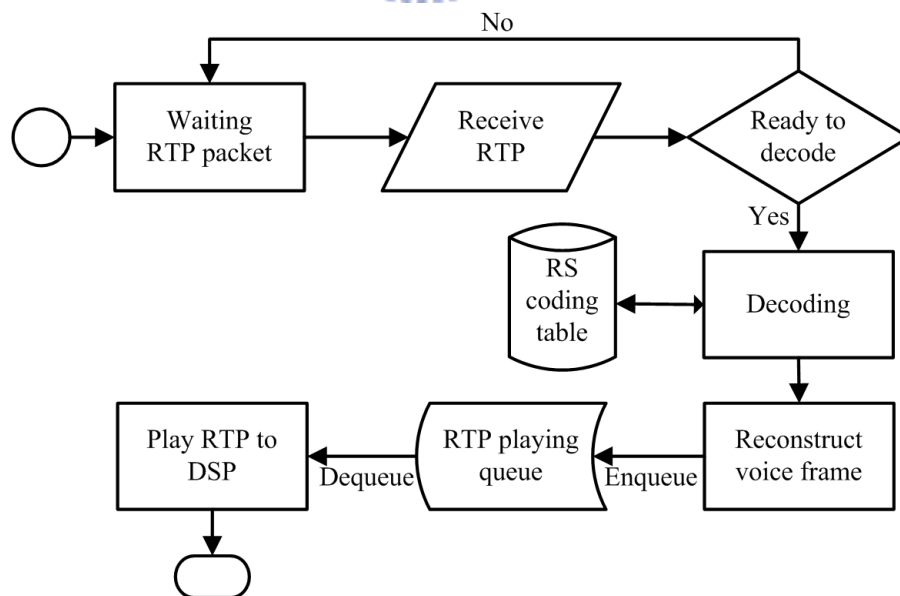 No
Waiting
RTP packet
Receive
RTP
Ready to
decode
Yes
RS
coding
table
Decoding
Play RTP to
DSP
Dequeue
RTP playing
queue
Enqueue
Reconstruct
voice frame